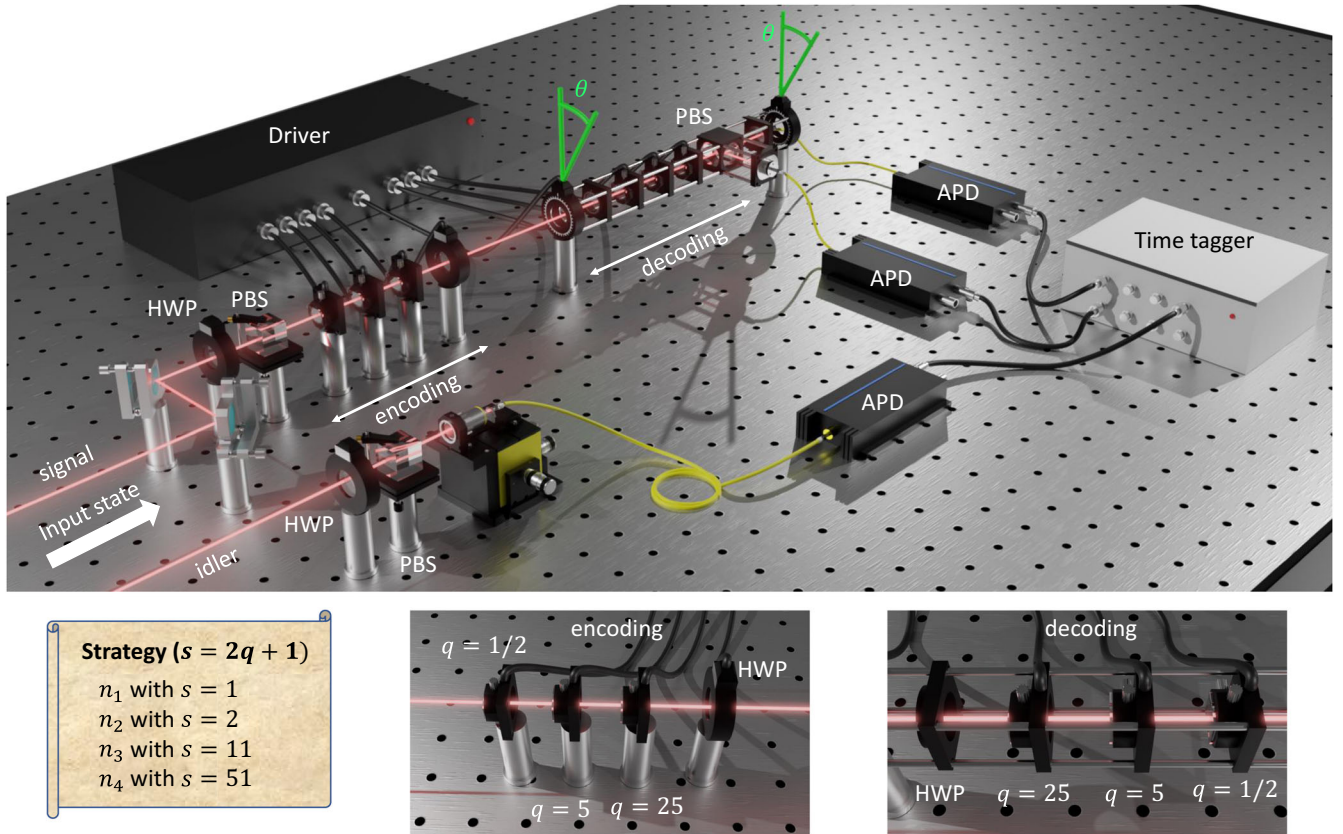 θ
θ
PBS
Driver
APD
Time tagger
decoding
APD
HWP
PBS
encoding
APD
signal
Input state
HWP
idler
PBS
Strategy (s = 2q + 1)
n₁ with s = 1
n₂ with s = 2
n₃ with s = 11
n₄ with s = 51
encoding
q = 1/2
HWP
q = 5
q = 25
decoding
HWP
q = 25
q = 5
q = 1/2